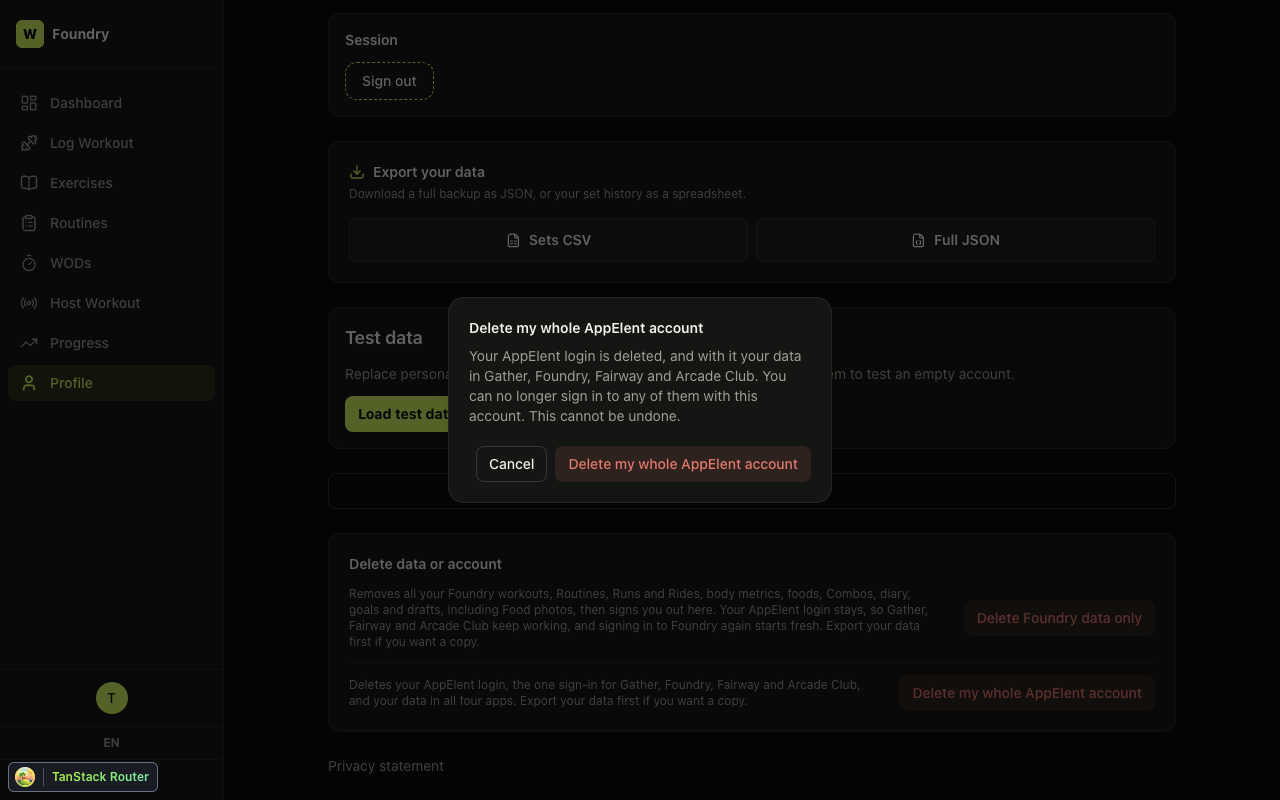 W Foundry
Dashboard
Log Workout
Exercises
Routines
WODs
Host Workout
Progress
Profile
T
EN
TanStack Router
Session
Sign out
Export your data
Download a full backup as JSON, or your set history as a spreadsheet.
Sets CSV
Full JSON
Test data
Replace persona
em to test an empty account.
Load test dat
Delete my whole AppElent account
Your AppElent login is deleted, and with it your data
in Gather, Foundry, Fairway and Arcade Club. You
can no longer sign in to any of them with this
account. This cannot be undone.
Cancel
Delete my whole AppElent account
Delete data or account
Removes all your Foundry workouts, Routines, Runs and Rides, body metrics, foods, Combos, diary,
goals and drafts, including Food photos, then signs you out here. Your AppElent login stays, so Gather,
Fairway and Arcade Club keep working, and signing in to Foundry again starts fresh. Export your data
first if you want a copy.
Delete Foundry data only
Deletes your AppElent login, the one sign-in for Gather, Foundry, Fairway and Arcade Club,
and your data in all four apps. Export your data first if you want a copy.
Delete my whole AppElent account
Privacy statement